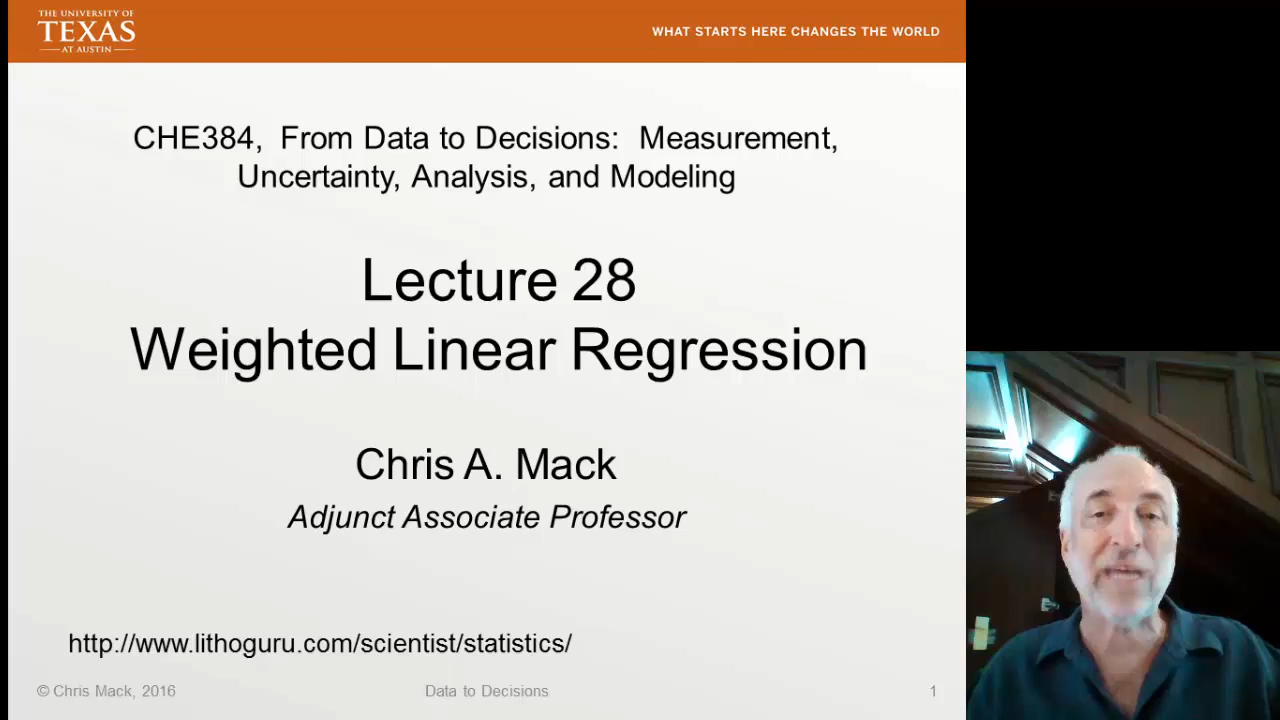 THE UNIVERSITY OF
TEXAS
AT AUSTIN
WHAT STARTS HERE CHANGES THE WORLD
CHE384, From Data to Decisions: Measurement,
Uncertainty, Analysis, and Modeling
Lecture 28
Weighted Linear Regression
Chris A. Mack
Adjunct Associate Professor
http://www.lithoguru.com/scientist/statistics/
© Chris Mack, 2016
Data to Decisions
1